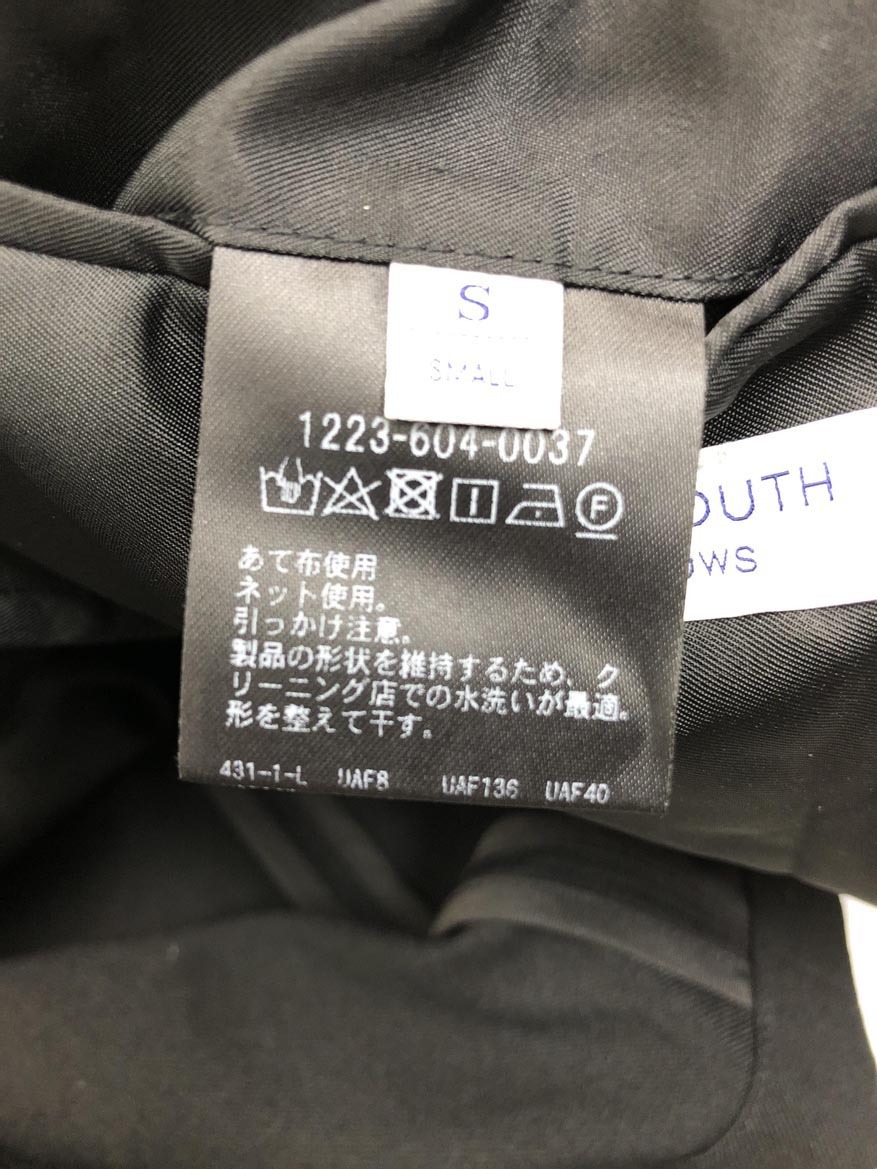 S
SMALL
1223-604-0037
F
OUTH
OWS
あて布使用
ネット使用。
引っかけ注意。
製品の形状を維持するため、ク
リーニング店での水洗いが最適。
形を整えて干す。
431-1-L UAF8 UAF136 UAF40